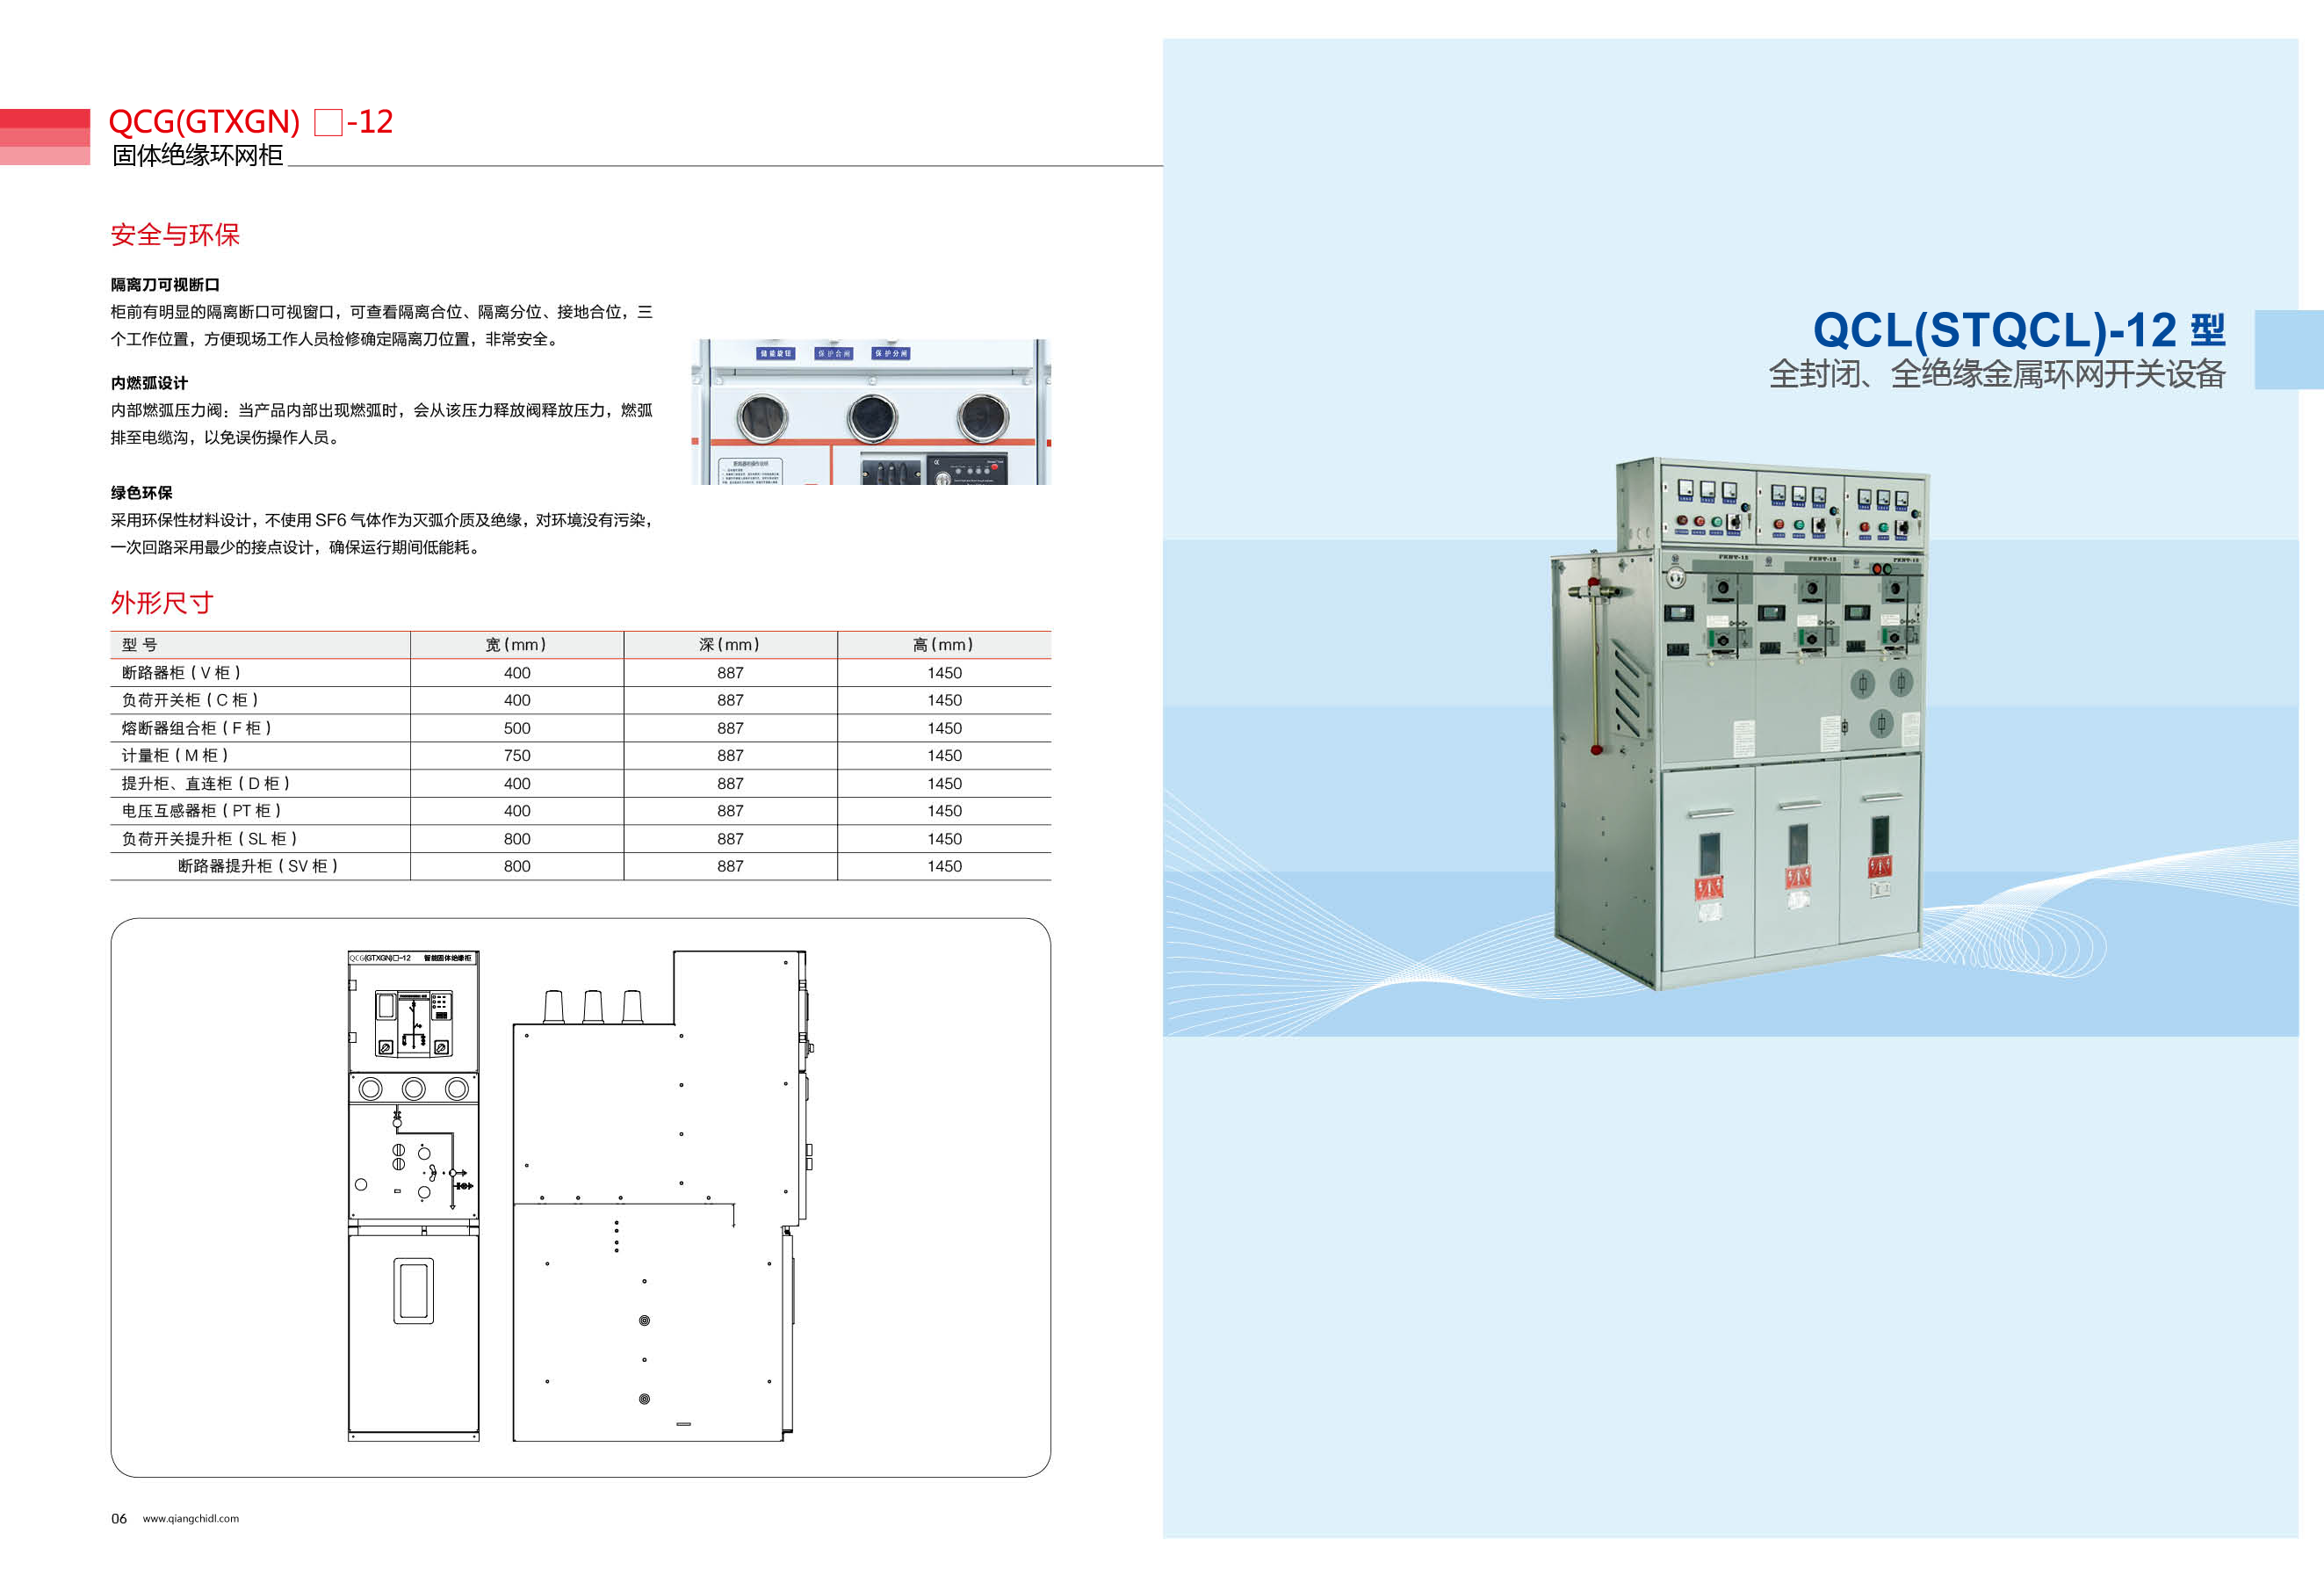 QCG(GTXGN) □-12
固体绝缘环网柜
安全与环保
隔离刀可视断口
柜前有明显的隔离断口可视窗口，可查看隔离合位、隔离分位、接地合位，三
个工作位置，方便现场工作人员检修确定隔离刀位置，非常安全。
内燃弧设计
内部燃弧压力阀：当产品内部出现燃弧时，会从该压力释放阀释放压力，燃弧
排至电缆沟，以免误伤操作人员。
绿色环保
采用环保性材料设计，不使用 SF6 气体作为灭弧介质及绝缘，对环境没有污染，
一次回路采用最少的接点设计，确保运行期间低能耗。
储能旋钮 保护合闸 保护分闸
外形尺寸
型 号 宽(mm) 深(mm) 高(mm)
断路器柜(V 柜) 400 887 1450
负荷开关柜(C 柜) 400 887 1450
熔断器组合柜(F 柜) 500 887 1450
计量柜(M 柜) 750 887 1450
提升柜、直连柜(D 柜) 400 887 1450
电压互感器柜(PT 柜) 400 887 1450
负荷开关提升柜(SL 柜) 800 887 1450
断路器提升柜(SV 柜) 800 887 1450
QCG(GTXGN)□-12 智能固体绝缘柜
06 www.qiangchidl.com
QCL(STQCL)-12 型
全封闭、全绝缘金属环网开关设备